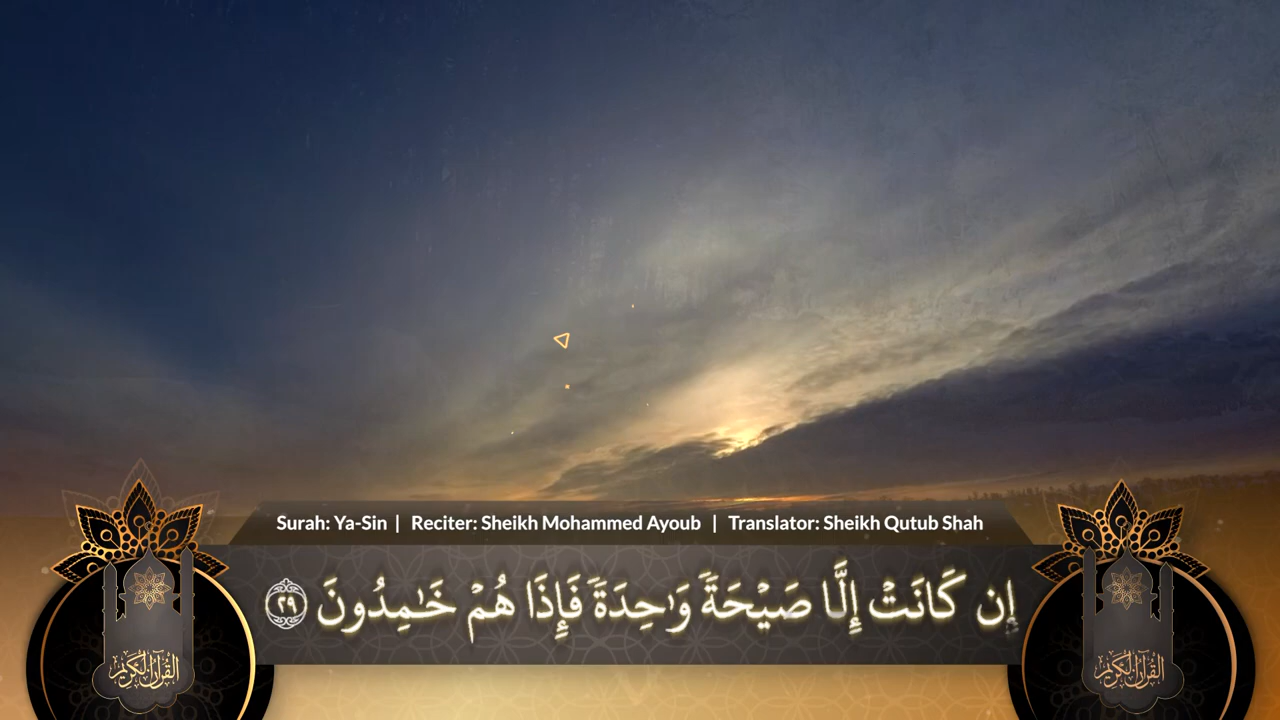 Surah: Ya-Sin | Reciter: Sheikh Mohammed Ayoub | Translator: Sheikh Qutub Shah
إِن كَانَتْ إِلَّا صَيْحَةً وَٰحِدَةً فَإِذَا هُمْ خَٰمِدُونَ ٢٩
القرآن الكريم
القرآن الكريم